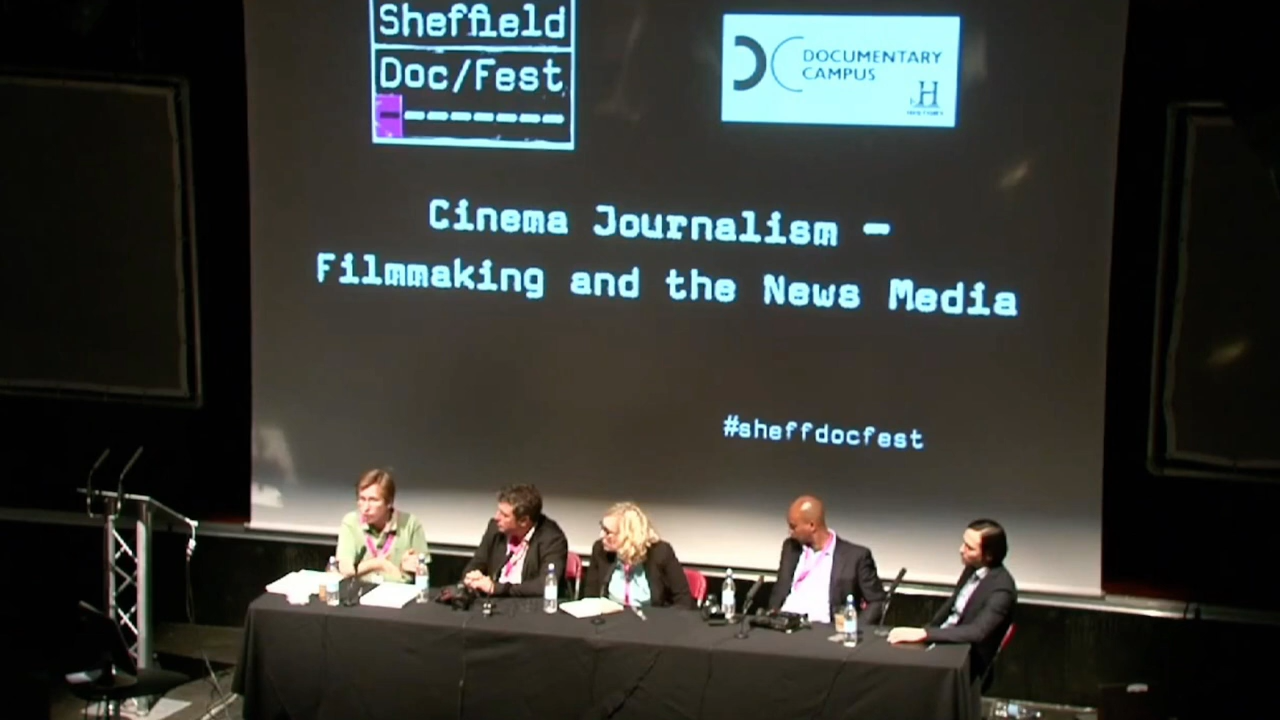 Sheffield
Doc/Fest
DOCUMENTARY
CAMPUS
H
Cinema Journalism –
Filmmaking and the News Media
#sheffdocfest